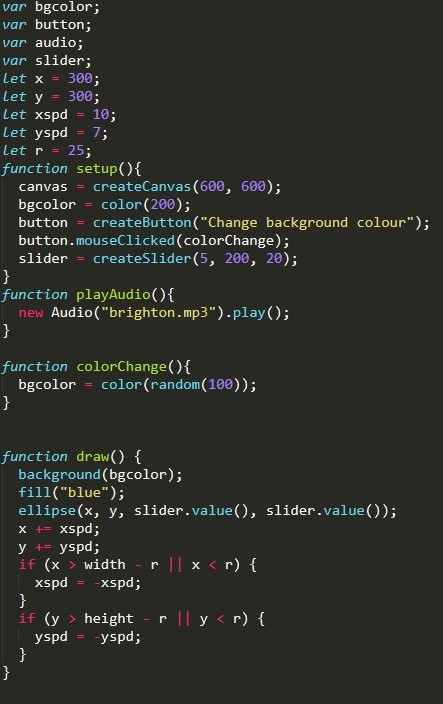 var bgcolor;
var button;
var audio;
var slider;
let x = 300;
let y = 300;
let xspd = 10;
let yspd = 7;
let r = 25;
function setup(){
  canvas = createCanvas(600, 600);
  bgcolor = color(200);
  button = createButton("Change background colour");
  button.mouseClicked(colorChange);
  slider = createSlider(5, 200, 20);
}
function playAudio(){
  new Audio("brighton.mp3").play();
}

function colorChange(){
  bgcolor = color(random(100));
}


function draw() {
  background(bgcolor);
  fill("blue");
  ellipse(x, y, slider.value(), slider.value());
  x += xspd;
  y += yspd;
  if (x > width - r || x < r) {
    xspd = -xspd;
  }
  if (y > height - r || y < r) {
    yspd = -yspd;
  }
}